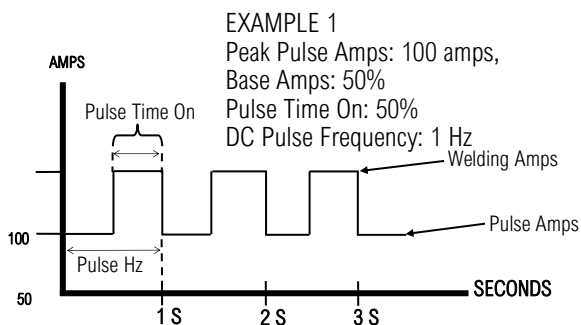 EXAMPLE 1
Peak Pulse Amps: 100 amps,
Base Amps: 50%
Pulse Time On: 50%
DC Pulse Frequency: 1 Hz
AMPS
Pulse Time On
Welding Amps
100
Pulse Amps
Pulse Hz
50
SECONDS
1 S
2 S
3 S